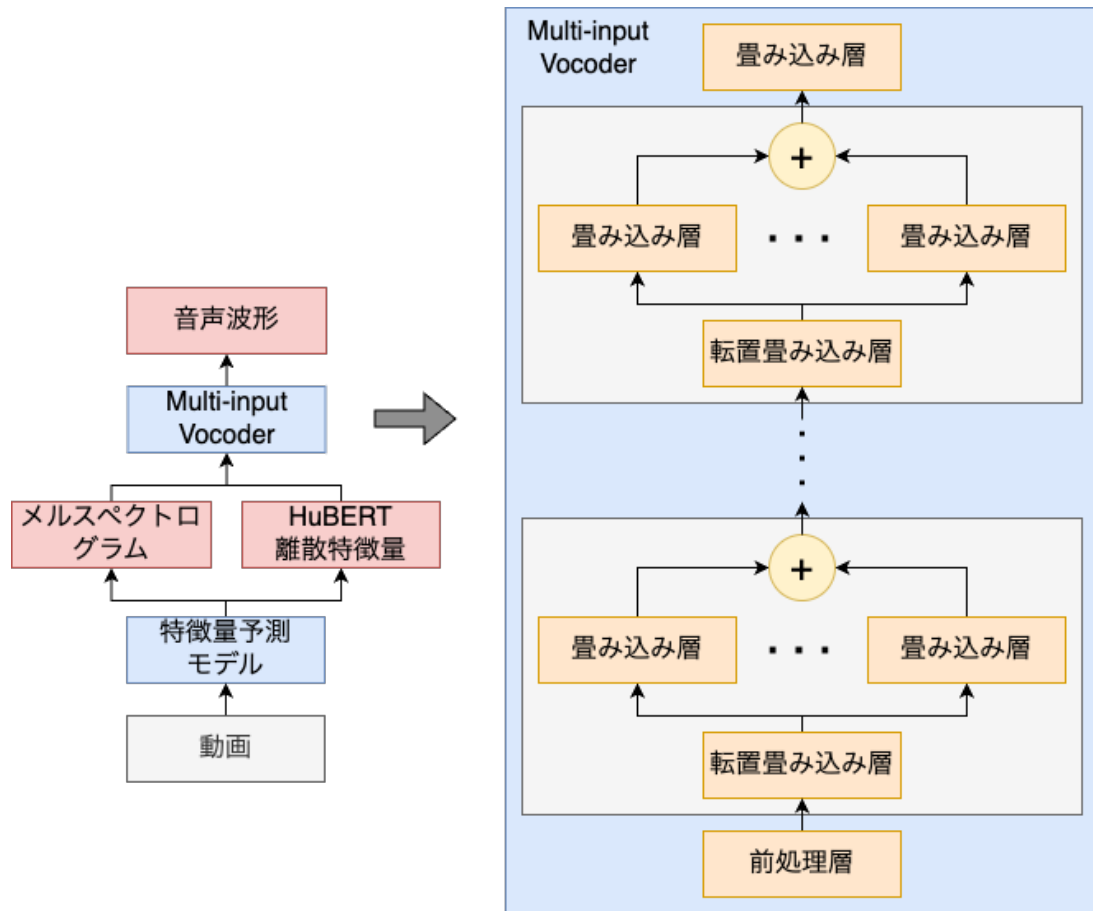 音声波形
Multi-input
Vocoder
メルスペクトロ
グラム
HuBERT
離散特徴量
特徴量予測
モデル
動画
Multi-input
Vocoder
畳み込み層
+
畳み込み層
・・・
畳み込み層
転置畳み込み層
・・・
+
畳み込み層
・・・
畳み込み層
転置畳み込み層
前処理層